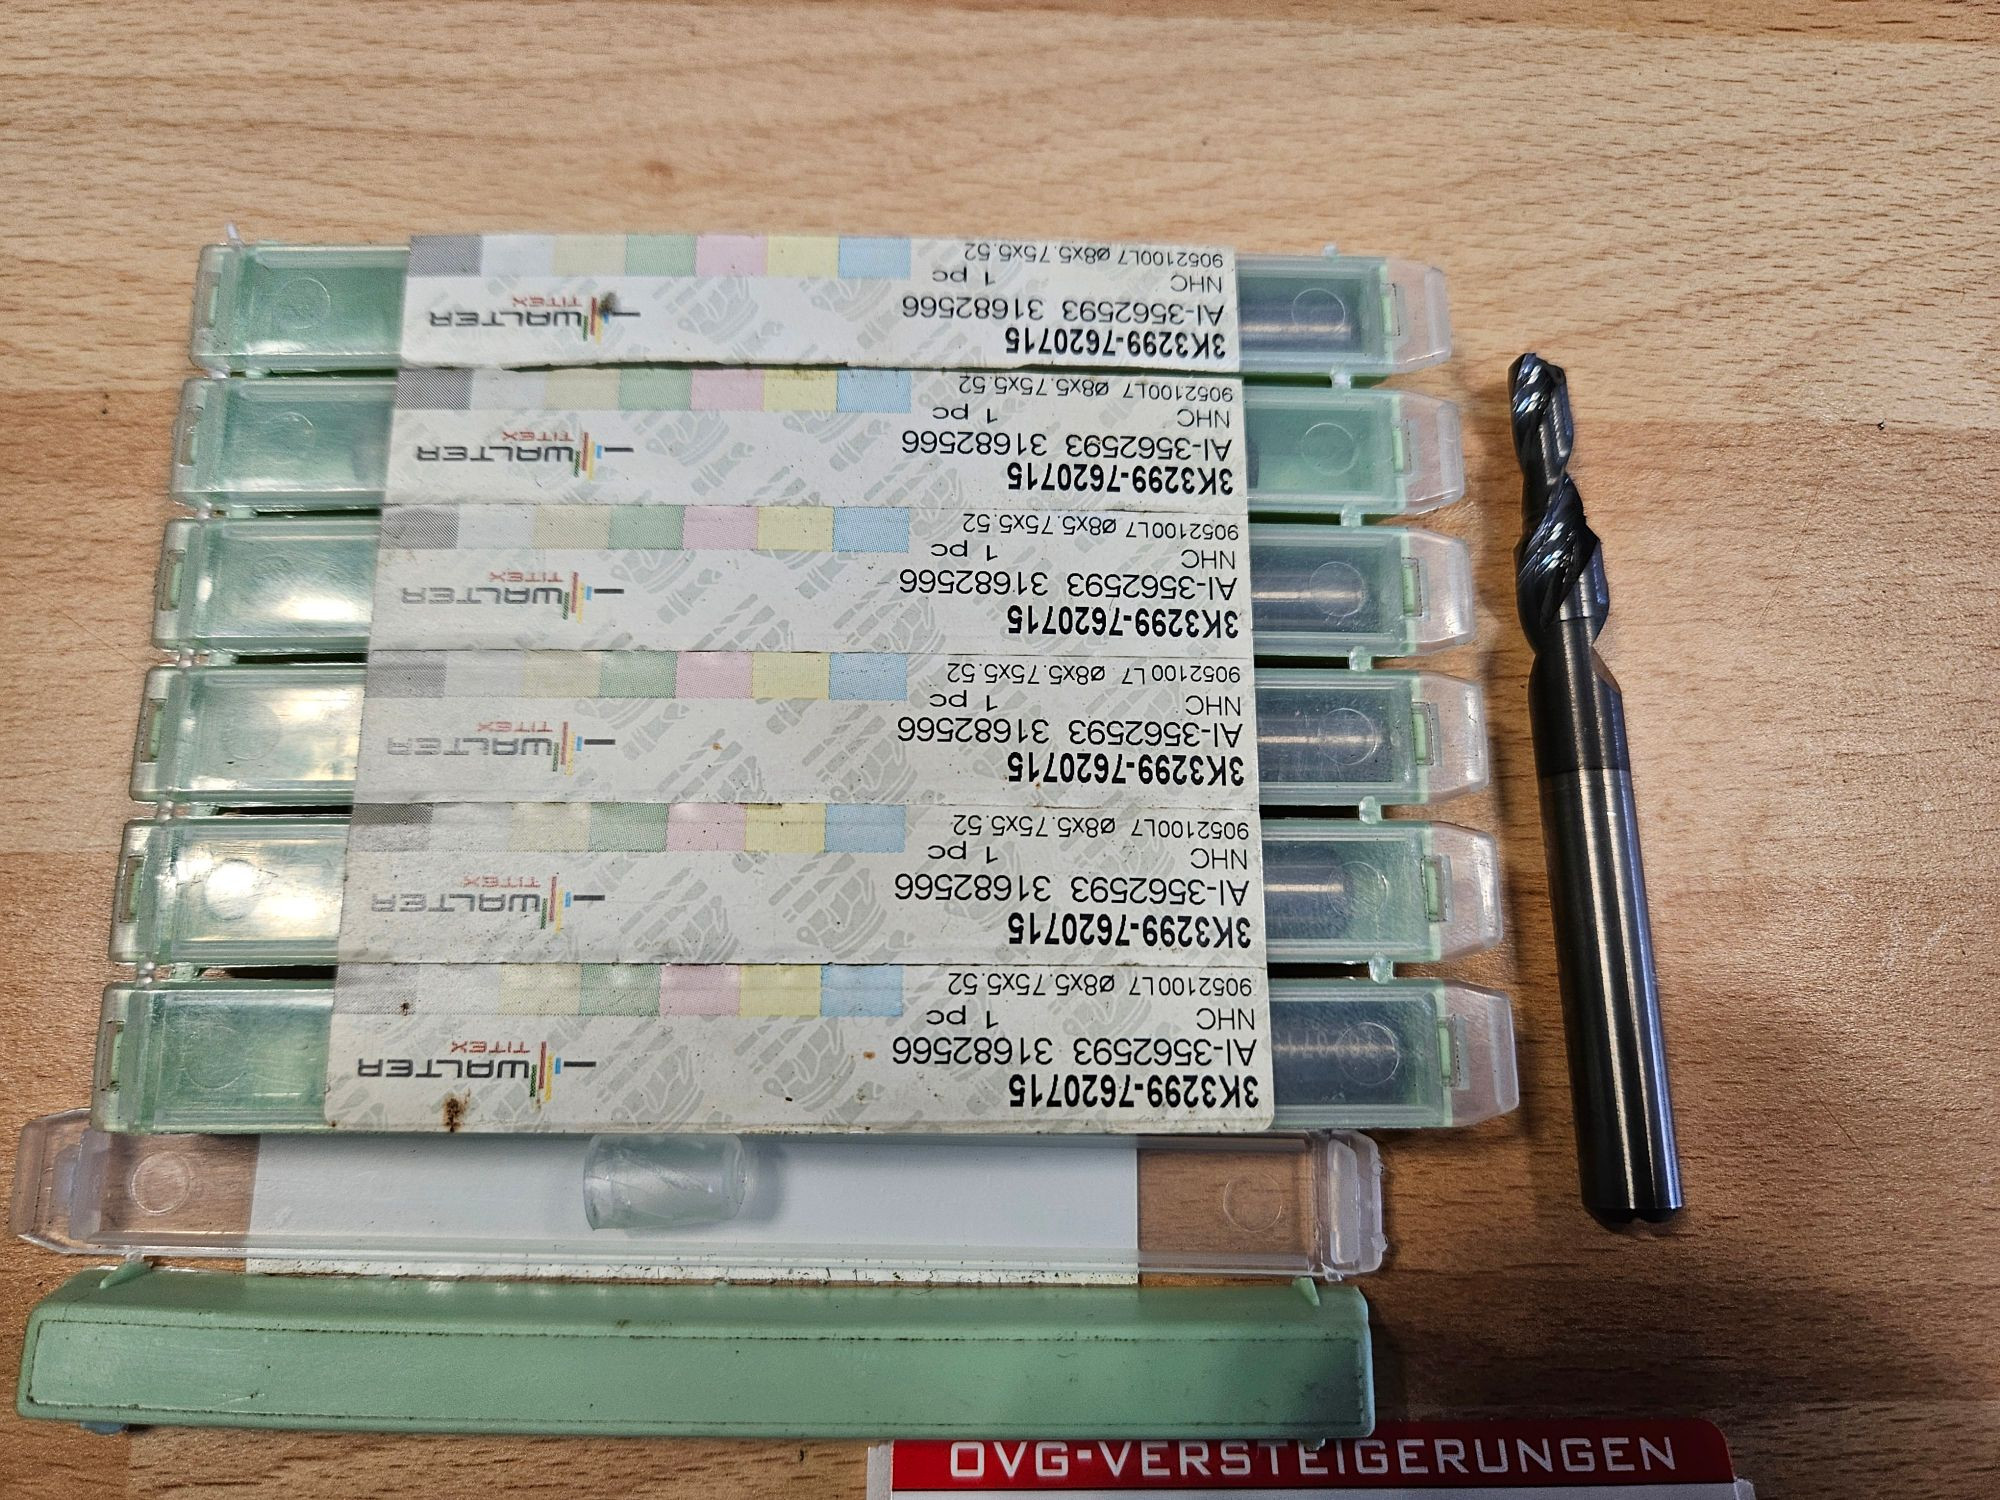 3K3299-7620715
AI-3562593 31682566
NHC 1 pc
9052100L7 Ø8x5.75x5.52
WALTER
TITEX
3K3299-7620715
AI-3562593 31682566
NHC 1 pc
9052100L7 Ø8x5.75x5.52
WALTER
TITEX
3K3299-7620715
AI-3562593 31682566
NHC 1 pc
9052100L7 Ø8x5.75x5.52
WALTER
TITEX
3K3299-7620715
AI-3562593 31682566
NHC 1 pc
9052100L7 Ø8x5.75x5.52
WALTER
TITEX
3K3299-7620715
AI-3562593 31682566
NHC 1 pc
9052100L7 Ø8x5.75x5.52
WALTER
TITEX
3K3299-7620715
AI-3562593 31682566
NHC 1 pc
9052100L7 Ø8x5.75x5.52
WALTER
TITEX
OVG-VERSTEIGERUNGEN